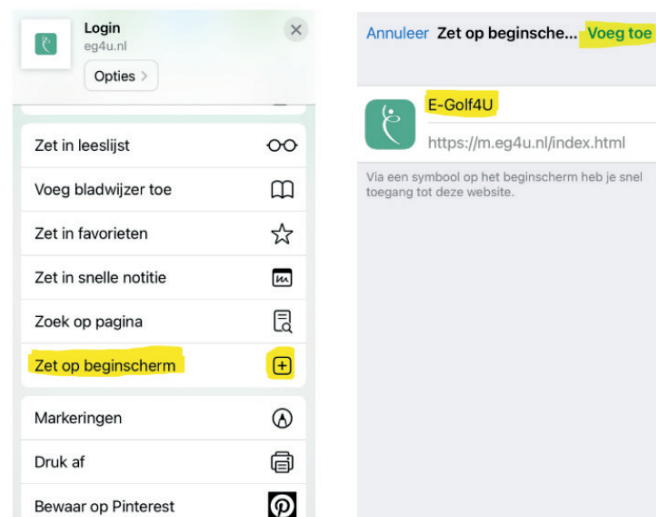 Login
eg4u.nl
Opties >
Zet in leeslijst
Voeg bladwijzer toe
Zet in favorieten
Zet in snelle notitie
Zoek op pagina
Zet op beginscherm
Markeringen
Druk af
Bewaar op Pinterest
Annuleer Zet op beginsche... Voeg toe
E-Golf4U
https://m.eg4u.nl/index.html
Via een symbool op het beginscherm heb je snel
toegang tot deze website.